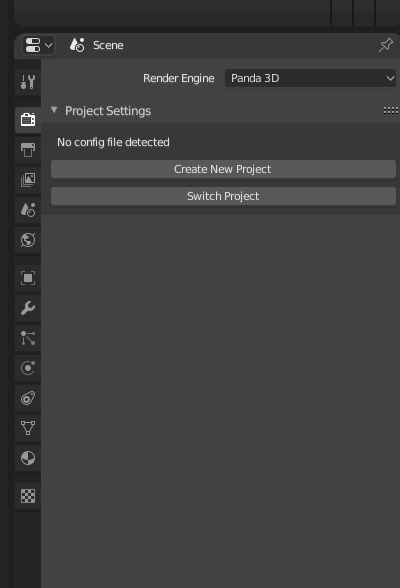 Scene
Render Engine Panda 3D
Project Settings
No config file detected
Create New Project
Switch Project